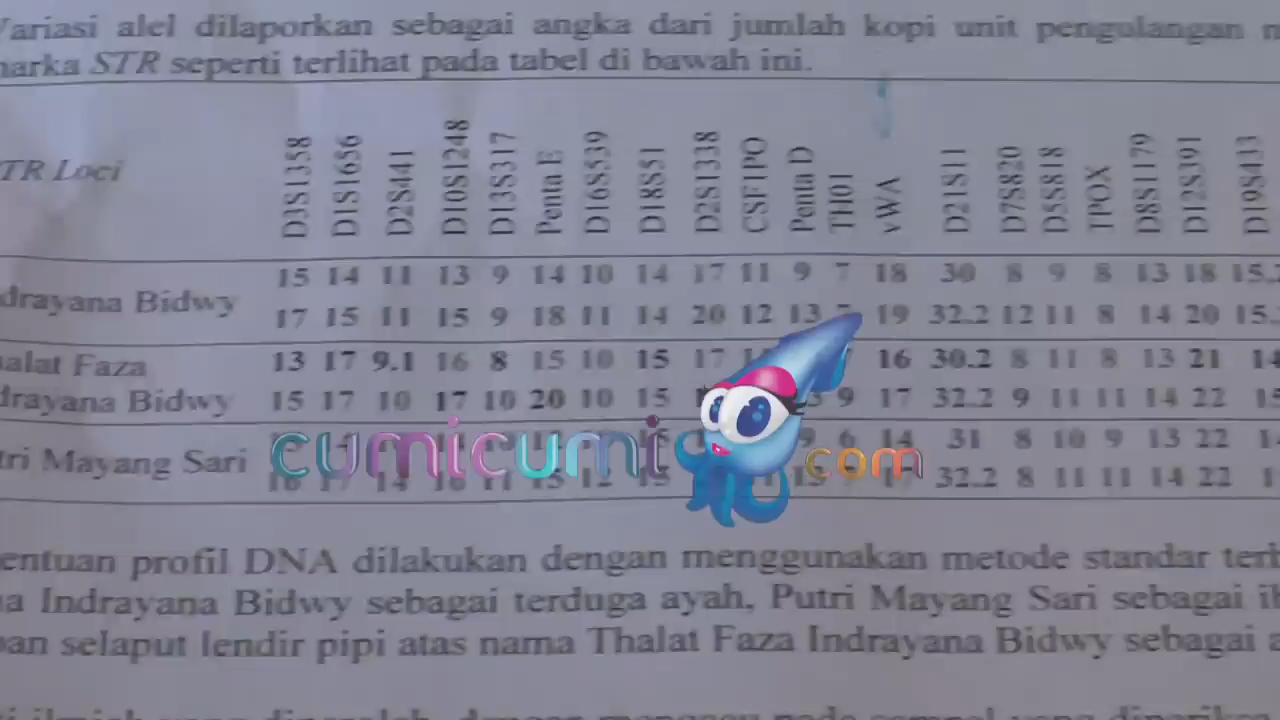 Variasi alel dilaporkan sebagai angka dari jumlah kopi unit pengulangan
marka STR seperti terlihat pada tabel di bawah ini.
TR Loci D3S1358 D1S1656 D2S441 D10S1248 D13S317 Penta E D16S539 D18S51 D2S1338 CSF1PO Penta D TH01 vWA D21S11 D7S820 D5S818 TPOX D8S1179 D12S391 D19S433
15 14 11 13 9 14 10 14 17 11 9 7 18 30 8 9 8 13 18
drayana Bidwy
17 15 11 15 9 18 11 14 20 12 13 19 32.2 12 11 8 14 20
alat Faza 13 17 9.1 16 8 15 10 15 17 16 30.2 8 11 8 13 21 14
drayana Bidwy 15 17 10 17 10 20 10 15 9 17 32.2 9 11 11 14 22
9 6 14 31 8 10 9 13 22
tri Mayang Sari
32.2 8 11 11 14 22
cumicumi.com
entuan profil DNA dilakukan dengan menggunakan metode standar
a Indrayana Bidwy sebagai terduga ayah, Putri Mayang Sari sebagai
an selaput lendir pipi atas nama Thalat Faza Indrayana Bidwy sebagai